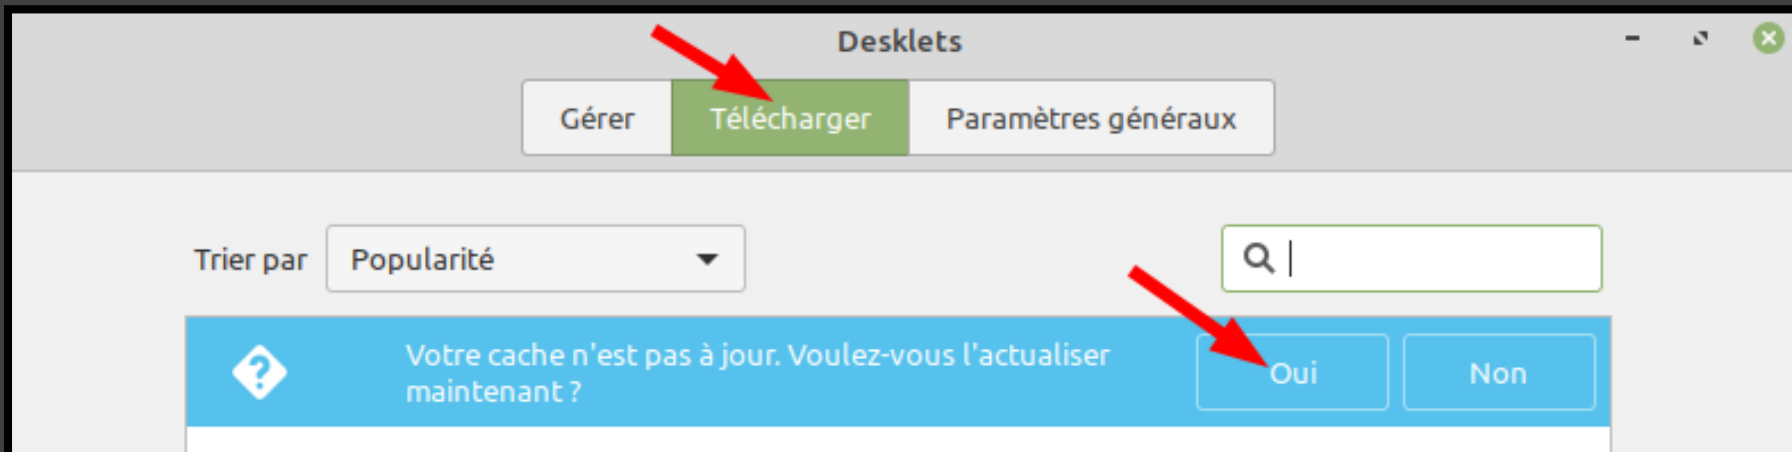 Desklets
Gérer Télécharger Paramètres généraux
Trier par Popularité
Votre cache n'est pas à jour. Voulez-vous l'actualiser
maintenant ?
Oui Non